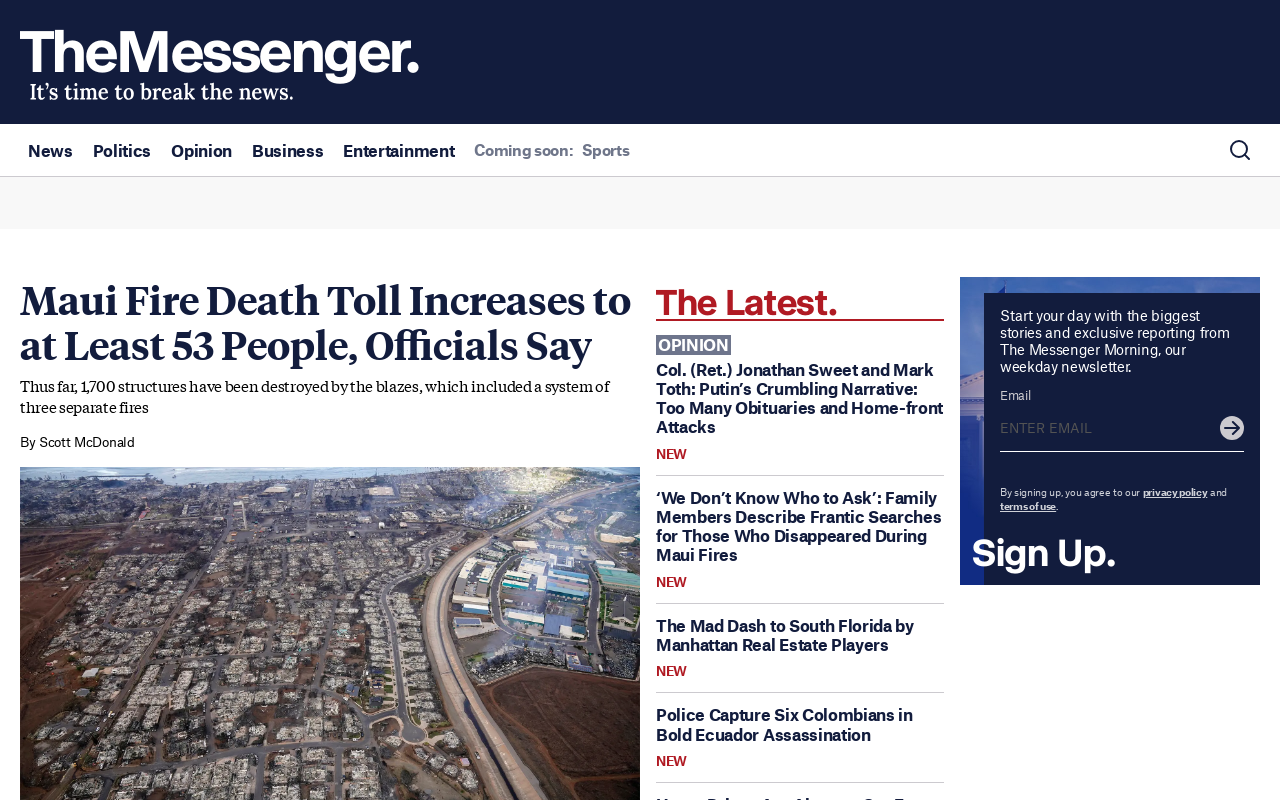 TheMessenger.
It's time to break the news.
News Politics Opinion Business Entertainment Coming soon: Sports
Maui Fire Death Toll Increases to
at Least 53 People, Officials Say
Thus far, 1,700 structures have been destroyed by the blazes, which included a system of
three separate fires
By Scott McDonald
The Latest.
OPINION
Col. (Ret.) Jonathan Sweet and Mark
Toth: Putin's Crumbling Narrative:
Too Many Obituaries and Home-front
Attacks
NEW
‘We Don't Know Who to Ask’: Family
Members Describe Frantic Searches
for Those Who Disappeared During
Maui Fires
NEW
The Mad Dash to South Florida by
Manhattan Real Estate Players
NEW
Police Capture Six Colombians in
Bold Ecuador Assassination
NEW
Start your day with the biggest
stories and exclusive reporting from
The Messenger Morning, our
weekday newsletter.
Email
ENTER EMAIL
By signing up, you agree to our privacy policy and
terms of use.
Sign Up.